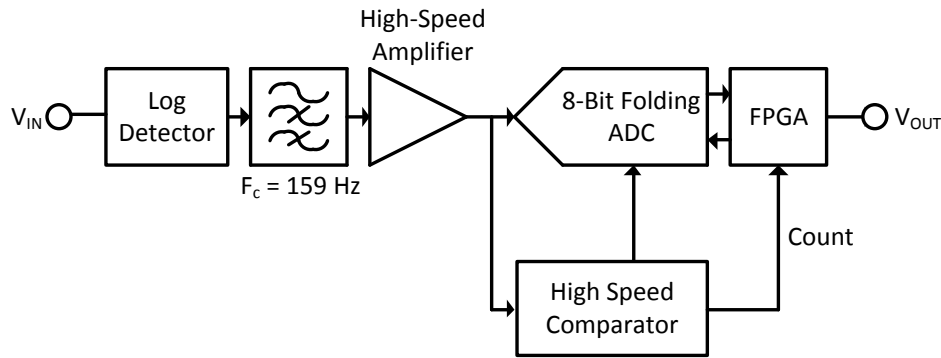 High-Speed
Amplifier
V_IN
Log
Detector
8-Bit Folding
ADC
FPGA
V_OUT
F_c = 159 Hz
Count
High Speed
Comparator